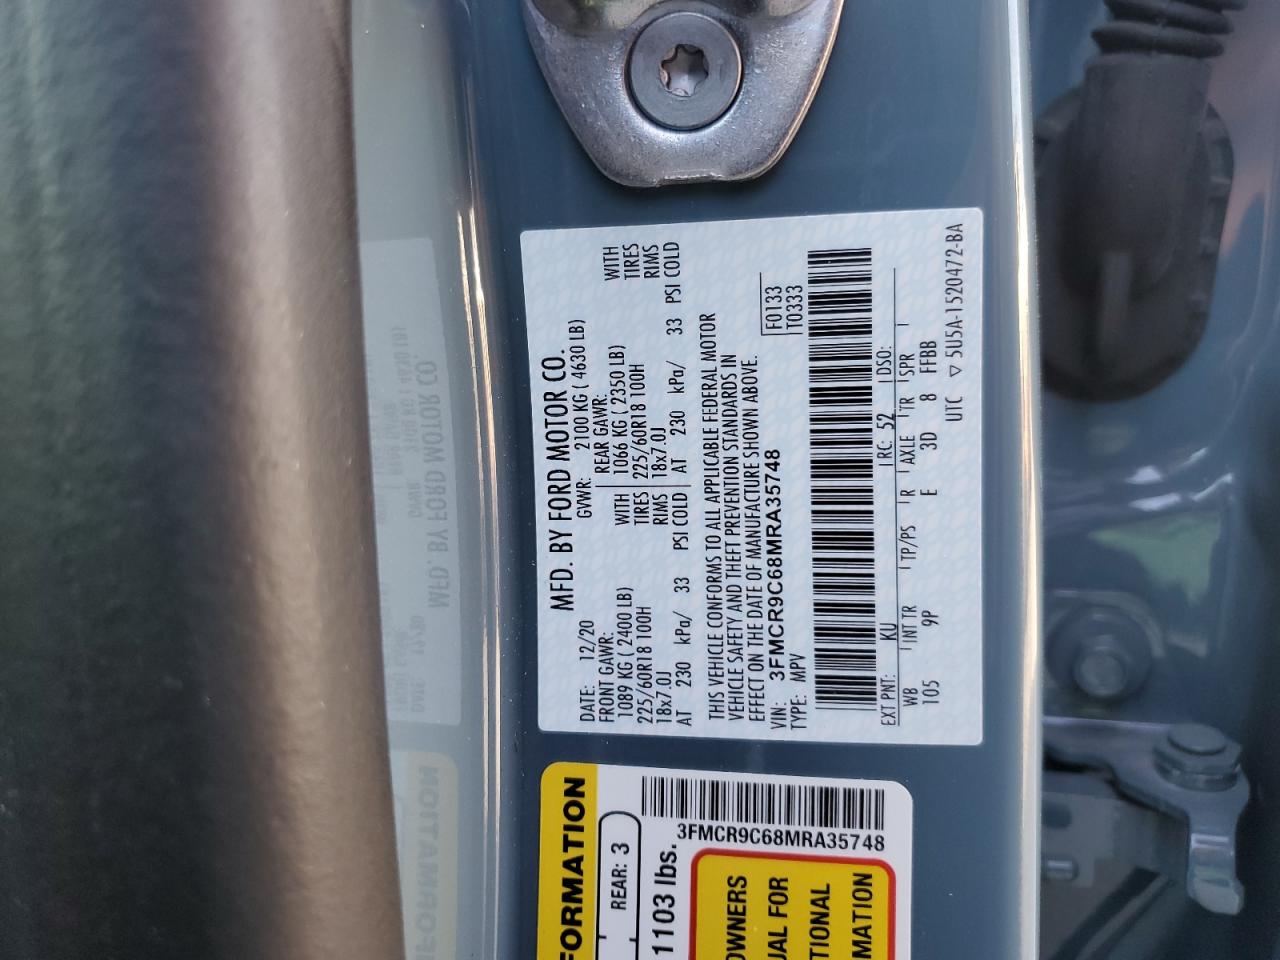 MFD. BY FORD MOTOR CO.
DATE: 12/20 GVWR: 2100 KG ( 4630 LB)
FRONT GAWR: REAR GAWR:
1089 KG ( 2400 LB) WITH 1066 KG ( 2350 LB) WITH
225/60R18 100H TIRES 225/60R18 100H TIRES
18x7.0J RIMS 18x7.0J RIMS
AT 230 kPa/ 33 PSI COLD AT 230 kPa/ 33 PSI COLD
THIS VEHICLE CONFORMS TO ALL APPLICABLE FEDERAL MOTOR
VEHICLE SAFETY AND THEFT PREVENTION STANDARDS IN
EFFECT ON THE DATE OF MANUFACTURE SHOWN ABOVE.
VIN: 3FMCR9C68MRA35748 F0133
TYPE: MPV T0333
EXT PNT: KU RC: 52 DSO:
WB INT TR TP/PS R AXLE TR SPR
105 9P E 3D 8 FFBB
UTC ▽ 5U5A-1520472-BA
FORMATION
REAR: 3
1103 lbs.
3FMCR9C68MRA35748
OWNERS
UAL FOR
TIONAL
MATION